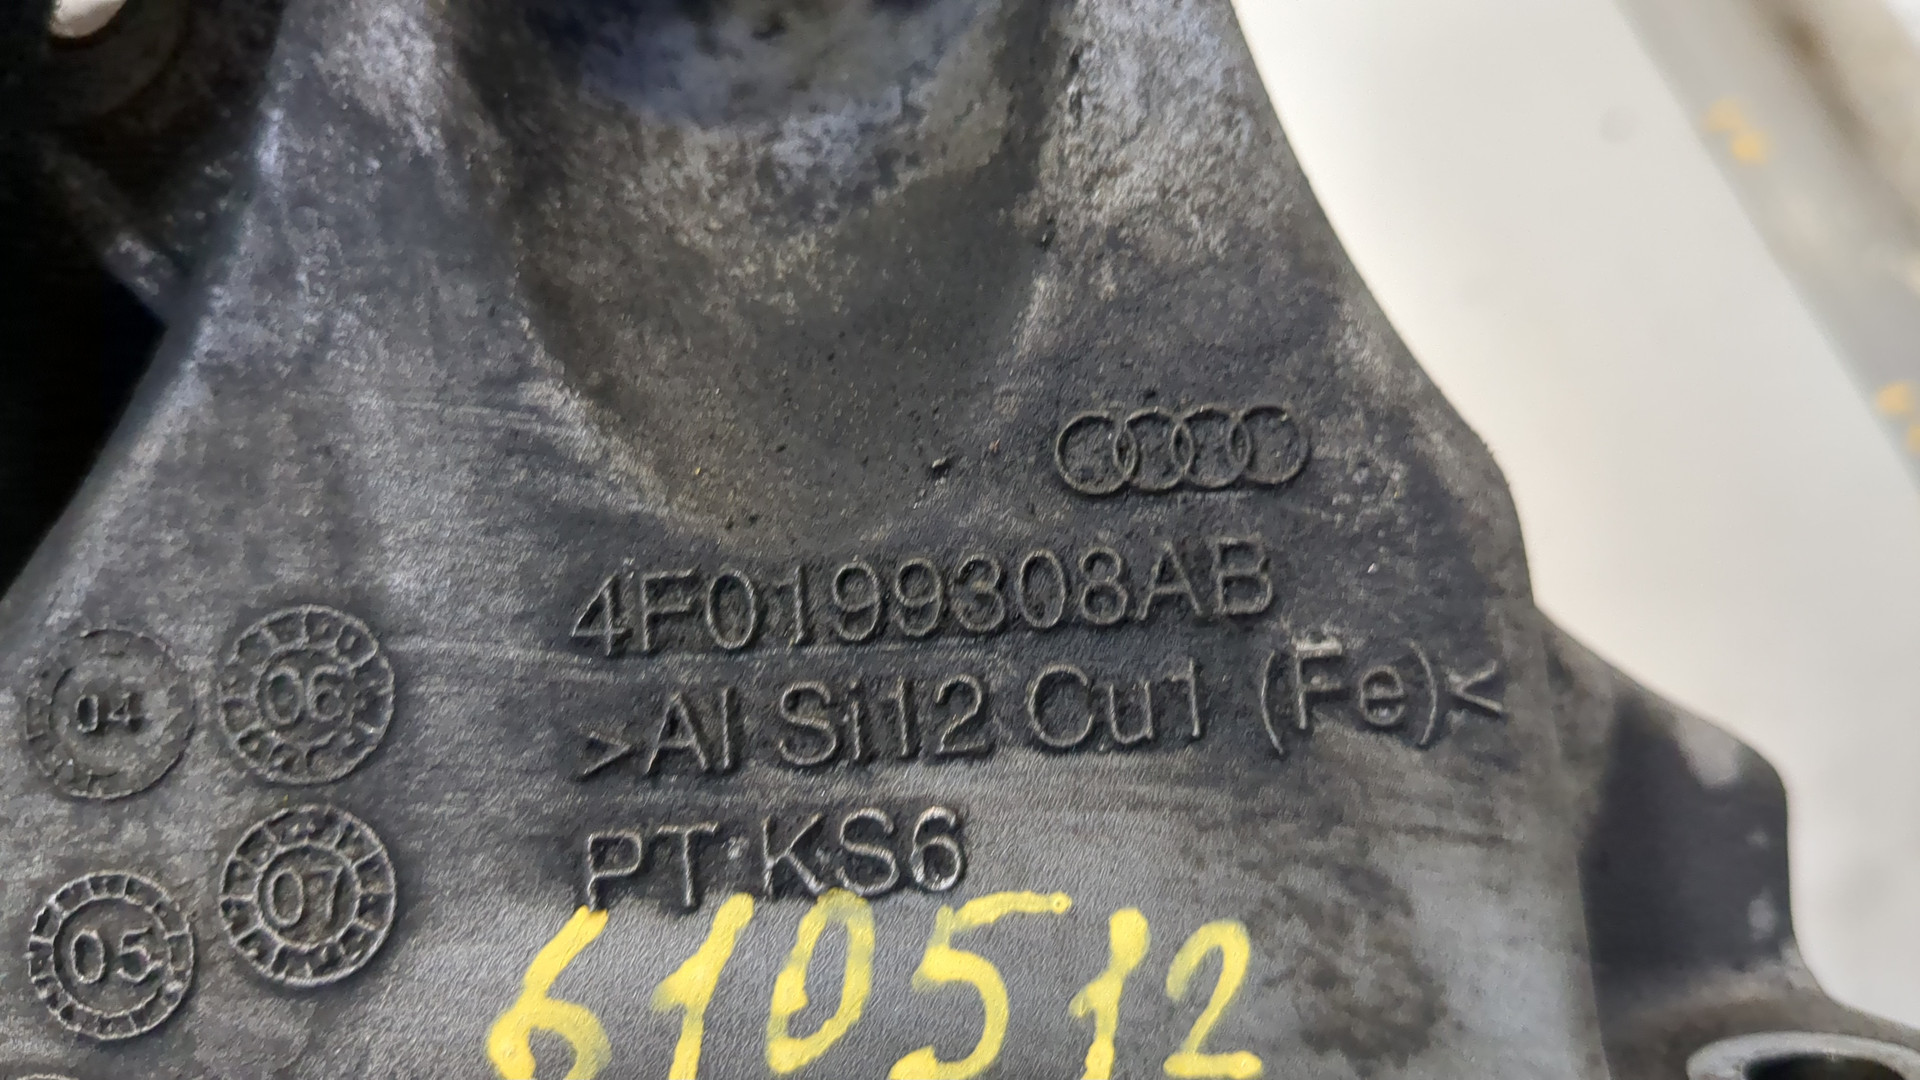 4F0199308AB
>Al Si12 Cu1 (Fe)<
PT KS6
04
06
05
07
610512